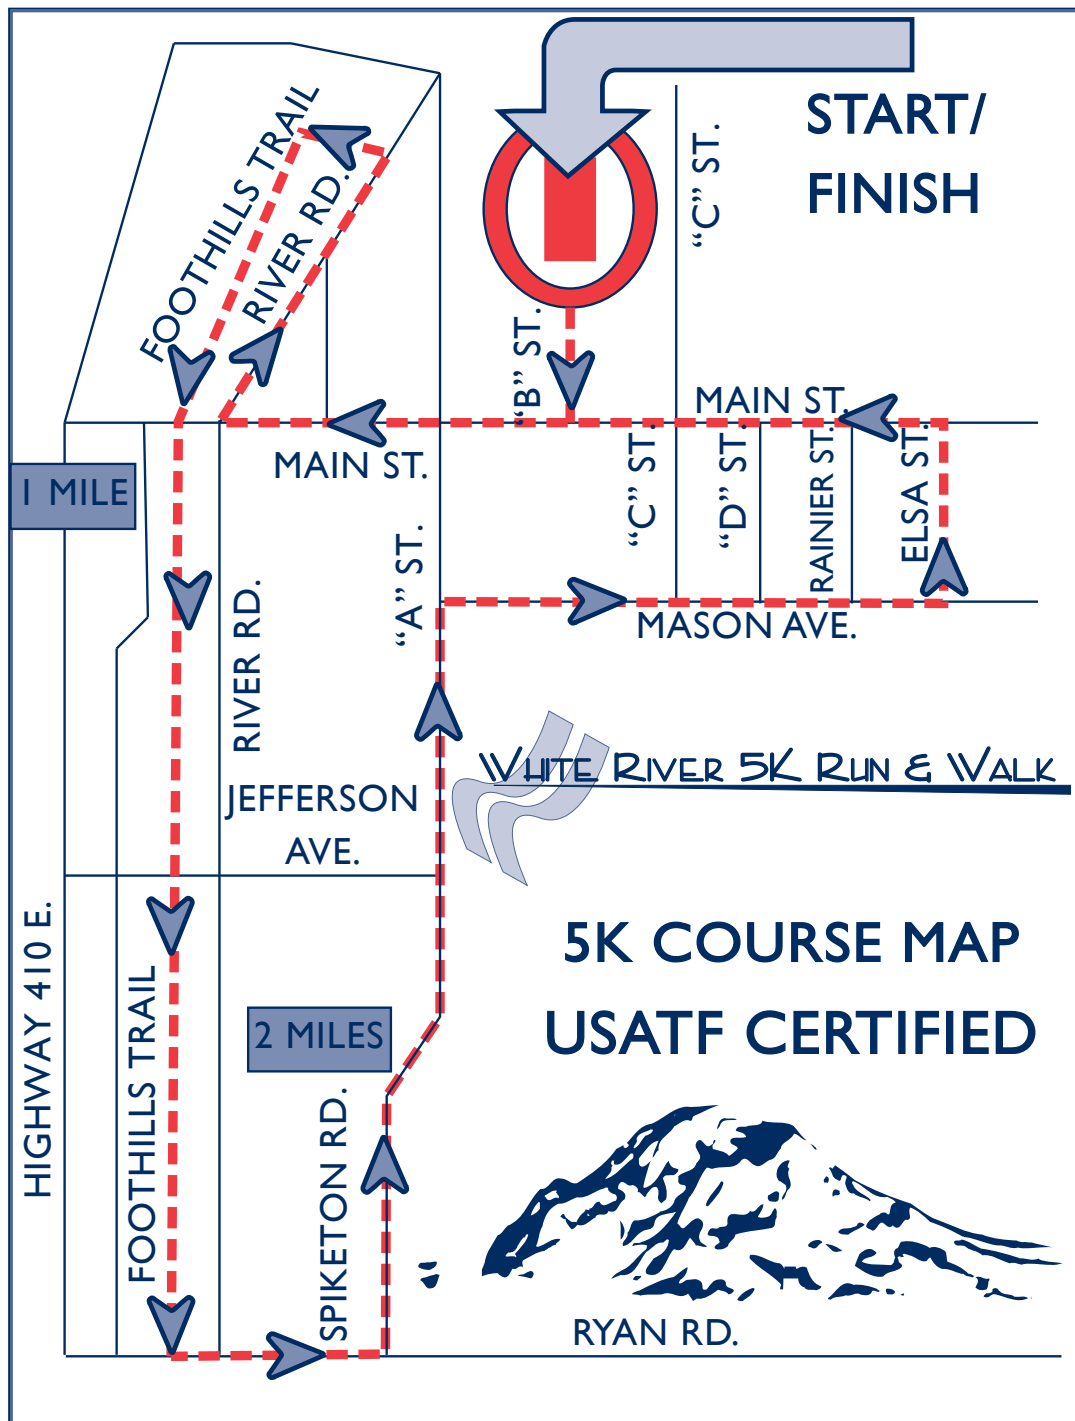 START/
FINISH
FOOTHILLS TRAIL
RIVER RD.
“C” ST.
“B” ST.
MAIN ST.
MAIN ST.
1 MILE
“C” ST.
“D” ST.
RAINIER ST.
ELSA ST.
“A” ST.
RIVER RD.
MASON AVE.
WHITE RIVER 5K RUN & WALK
JEFFERSON
AVE.
HIGHWAY 410 E.
5K COURSE MAP
USATF CERTIFIED
FOOTHILLS TRAIL
2 MILES
SPIKETON RD.
RYAN RD.